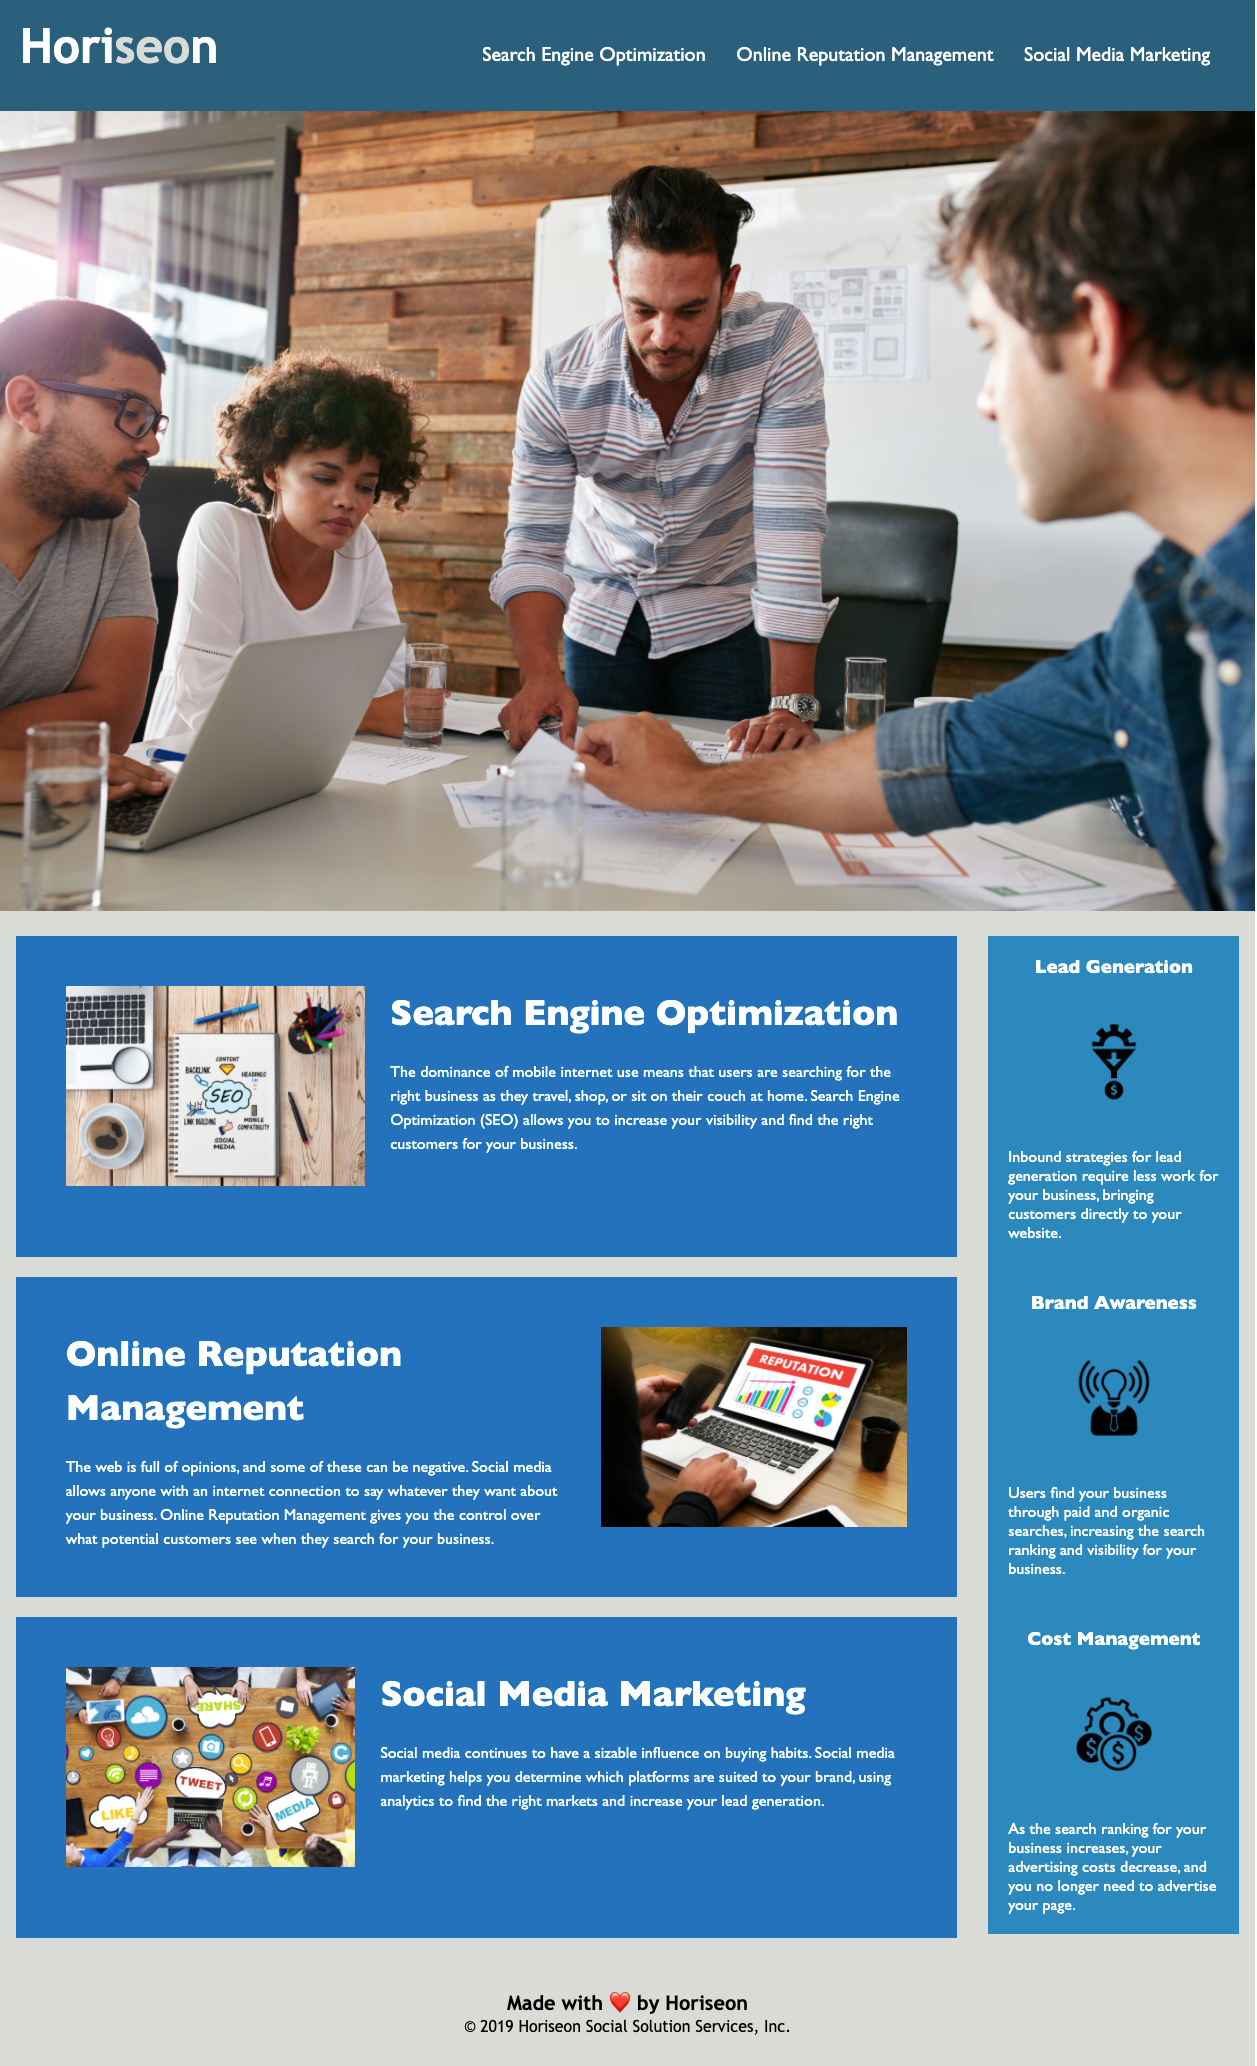 Horiseon
Search Engine Optimization
Online Reputation Management
Social Media Marketing
CONTENT
BACKLINK
HEADINGS
SEO
LINK BUILDING
MOBILE
COMPATIBILITY
SOCIAL
MEDIA
Search Engine Optimization
The dominance of mobile internet use means that users are searching for the
right business as they travel, shop, or sit on their couch at home. Search Engine
Optimization (SEO) allows you to increase your visibility and find the right
customers for your business.
Online Reputation
Management
The web is full of opinions, and some of these can be negative. Social media
allows anyone with an internet connection to say whatever they want about
your business. Online Reputation Management gives you the control over
what potential customers see when they search for your business.
REPUTATION
SHARE
TWEET
LIKE
MEDIA
Social Media Marketing
Social media continues to have a sizable influence on buying habits. Social media
marketing helps you determine which platforms are suited to your brand, using
analytics to find the right markets and increase your lead generation.
Lead Generation
$
Inbound strategies for lead
generation require less work for
your business, bringing
customers directly to your
website.
Brand Awareness
Users find your business
through paid and organic
searches, increasing the search
ranking and visibility for your
business.
Cost Management
$ $ $
As the search ranking for your
business increases, your
advertising costs decrease, and
you no longer need to advertise
your page.
Made with ❤️ by Horiseon
© 2019 Horiseon Social Solution Services, Inc.